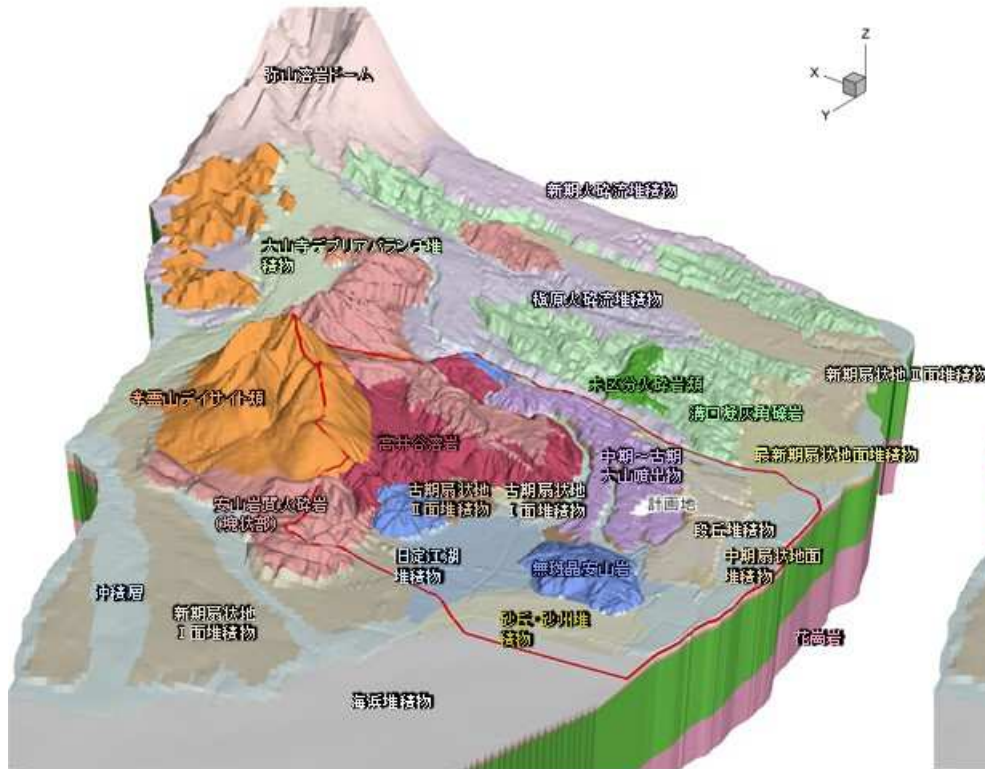 Z
X
Y
弥山溶岩ドーム
新期火砕流堆積物
大山寺デブリアバランチ堆
積物
槇原火砕流堆積物
新期扇状地Ⅱ面堆積物
孝霊山デイサイト類
未区分火砕岩類
溝口凝灰角礫岩
高井谷溶岩
中期～古期
大山噴出物
最新期扇状地面堆積物
古期扇状地
Ⅱ面堆積物
古期扇状地
Ⅰ面堆積物
計画地
安山岩質火砕岩
(塊状部)
段丘堆積物
旧淀江湖
堆積物
無斑晶安山岩
中期扇状地面
堆積物
沖積層
新期扇状地
Ⅰ面堆積物
砂丘・砂州堆
積物
花崗岩
海浜堆積物